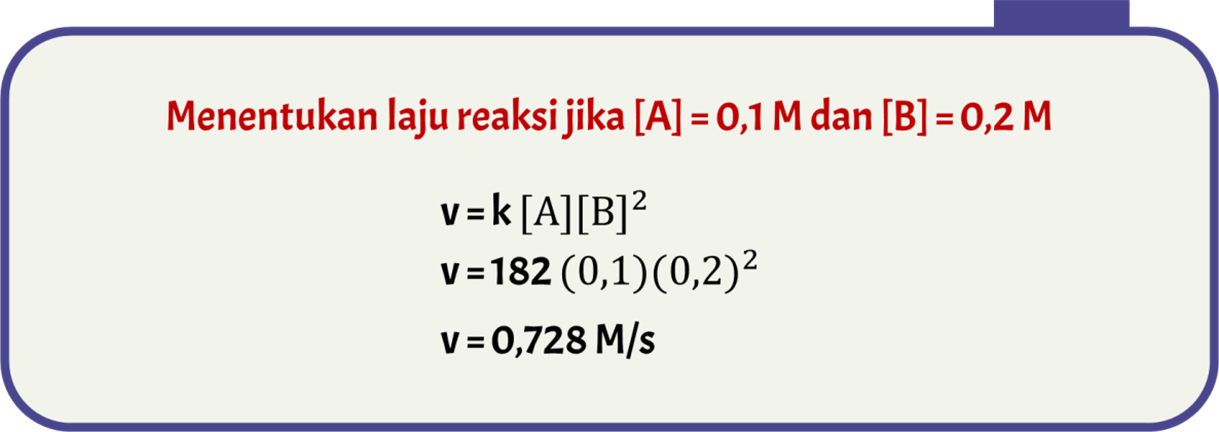 Menentukan laju reaksi jika [A] = 0,1 M dan [B] = 0,2 M
v = k [A][B]²
v = 182 (0,1)(0,2)²
v = 0,728 M/s